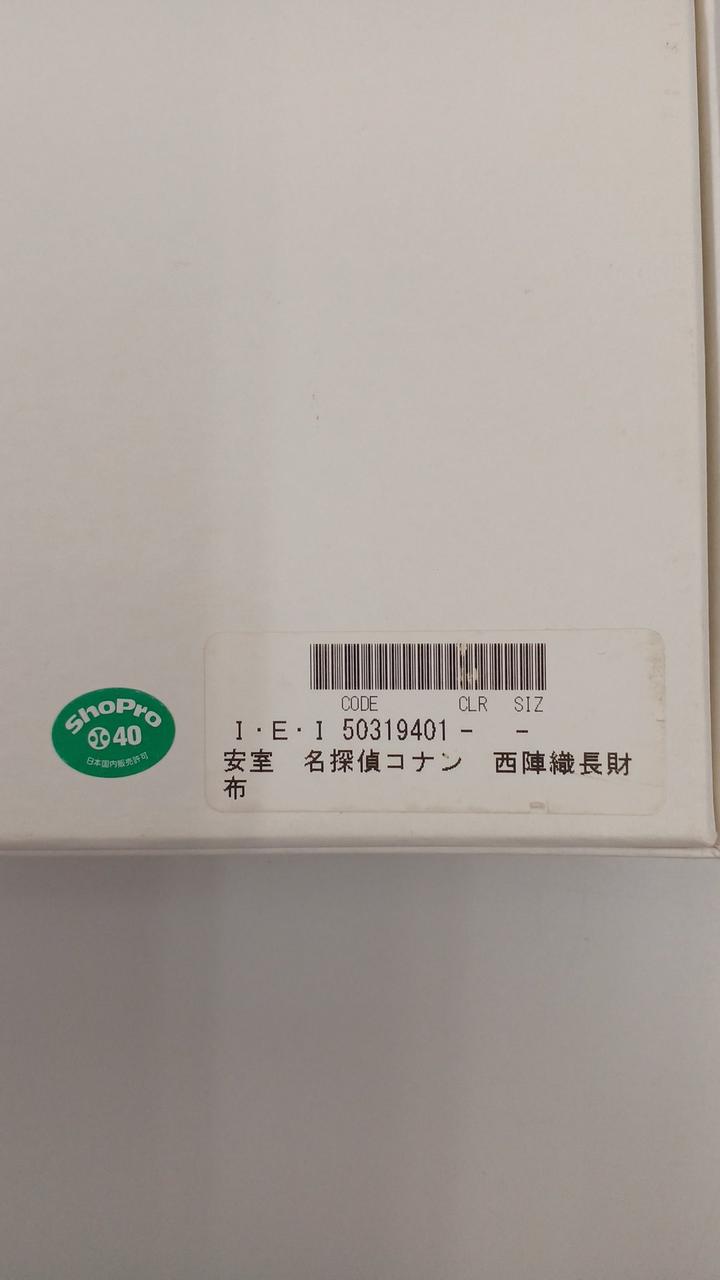 CODE CLR SIZ
I・E・I 50319401 - -
安室 名探偵コナン 西陣織長財
布
ShoPro
40
日本国内販売許可